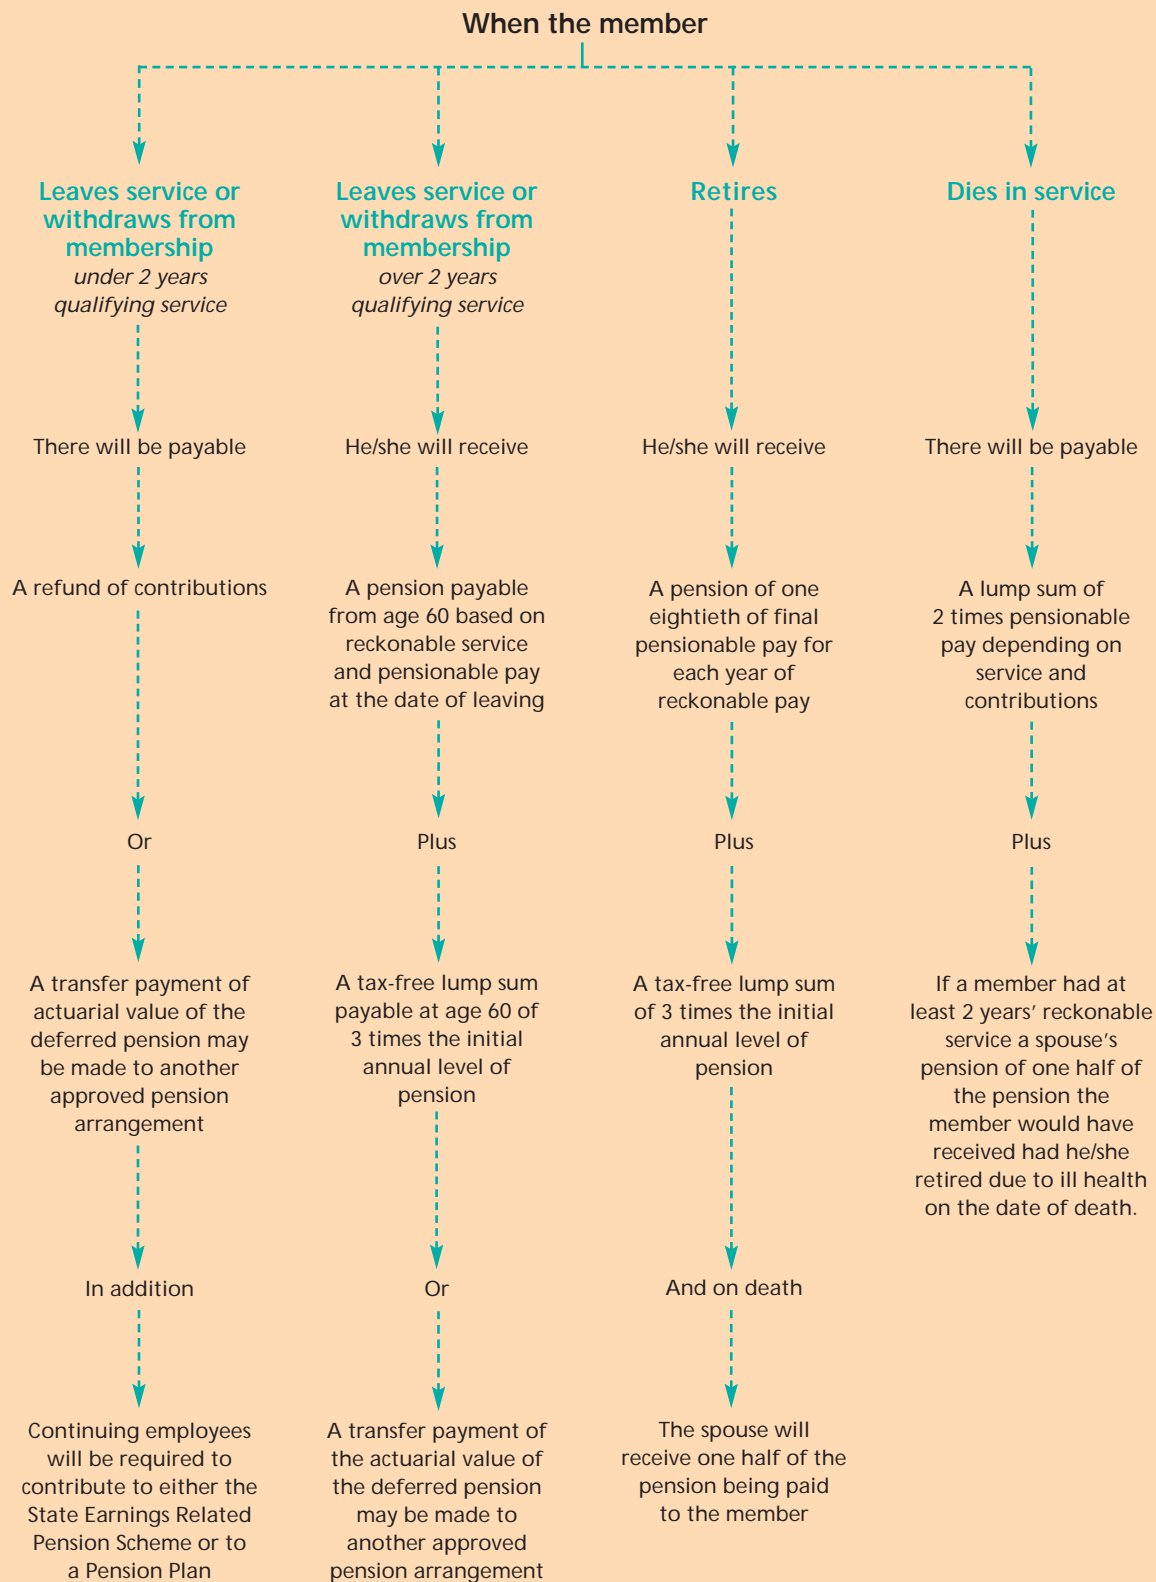 When the member
Leaves service or
withdraws from
membership
under 2 years
qualifying service
There will be payable
A refund of contributions
Or
A transfer payment of
actuarial value of the
deferred pension may
be made to another
approved pension
arrangement
In addition
Continuing employees
will be required to
contribute to either the
State Earnings Related
Pension Scheme or to
a Pension Plan
Leaves service or
withdraws from
membership
over 2 years
qualifying service
He/she will receive
A pension payable
from age 60 based on
reckonable service
and pensionable pay
at the date of leaving
Plus
A tax-free lump sum
payable at age 60 of
3 times the initial
annual level of
pension
Or
A transfer payment of
the actuarial value of
the deferred pension
may be made to
another approved
pension arrangement
Retires
He/she will receive
A pension of one
eightieth of final
pensionable pay for
each year of
reckonable pay
Plus
A tax-free lump sum
of 3 times the initial
annual level of
pension
And on death
The spouse will
receive one half of the
pension being paid
to the member
Dies in service
There will be payable
A lump sum of
2 times pensionable
pay depending on
service and
contributions
Plus
If a member had at
least 2 years’ reckonable
service a spouse’s
pension of one half of
the pension the
member would have
received had he/she
retired due to ill health
on the date of death.